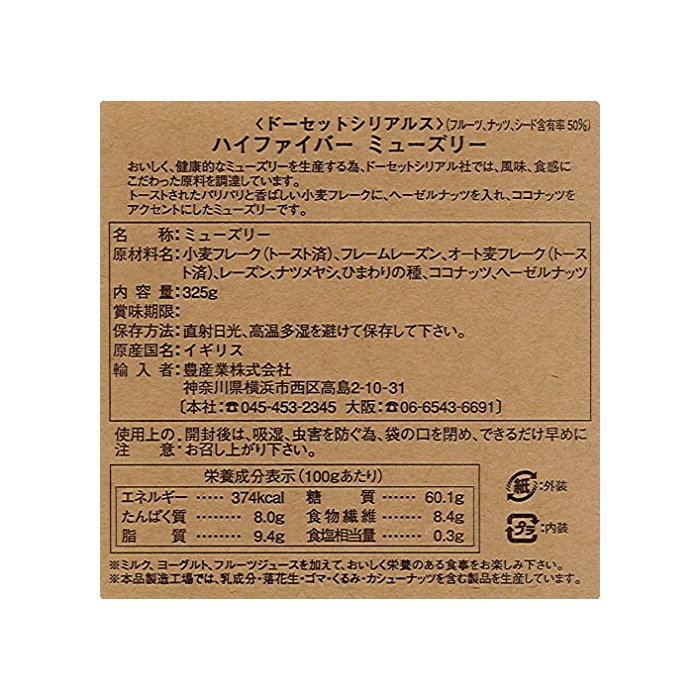 〈ドーセットシリアルス〉(フルーツ、ナッツ、シード含有率50%)
ハイファイバー ミューズリー
おいしく、健康的なミューズリーを生産する為、ドーセットシリアル社では、風味、食感に
こだわった原料を調達しています。
トーストされたパリパリと香ばしい小麦フレークに、ヘーゼルナッツを入れ、ココナッツを
アクセントにしたミューズリーです。
名称:ミューズリー
原材料名:小麦フレーク(トースト済)、フレームレーズン、オート麦フレーク(トース
ト済)、レーズン、ナツメヤシ、ひまわりの種、ココナッツ、ヘーゼルナッツ
内容量:325g
賞味期限:
保存方法:直射日光、高温多湿を避けて保存して下さい。
原産国名:イギリス
輸入者:豊産業株式会社
神奈川県横浜市西区高島2-10-31
〔本社:☎045-453-2345 大阪:☎06-6543-6691〕
使用上の注意・開封後は、吸湿、虫害を防ぐ為、袋の口を閉め、できるだけ早めに
お召し上がり下さい。
栄養成分表示(100gあたり)
エネルギー……374kcal 糖質……60.1g
たんぱく質………8.0g 食物繊維………8.4g
脂質………9.4g 食塩相当量………0.3g
紙:外装
プラ:内装
※ミルク、ヨーグルト、フルーツジュースを加えて、おいしく栄養のある食事をお楽しみ下さい。
※本品製造工場では、乳成分・落花生・ゴマ・くるみ・カシューナッツを含む製品を生産しています。